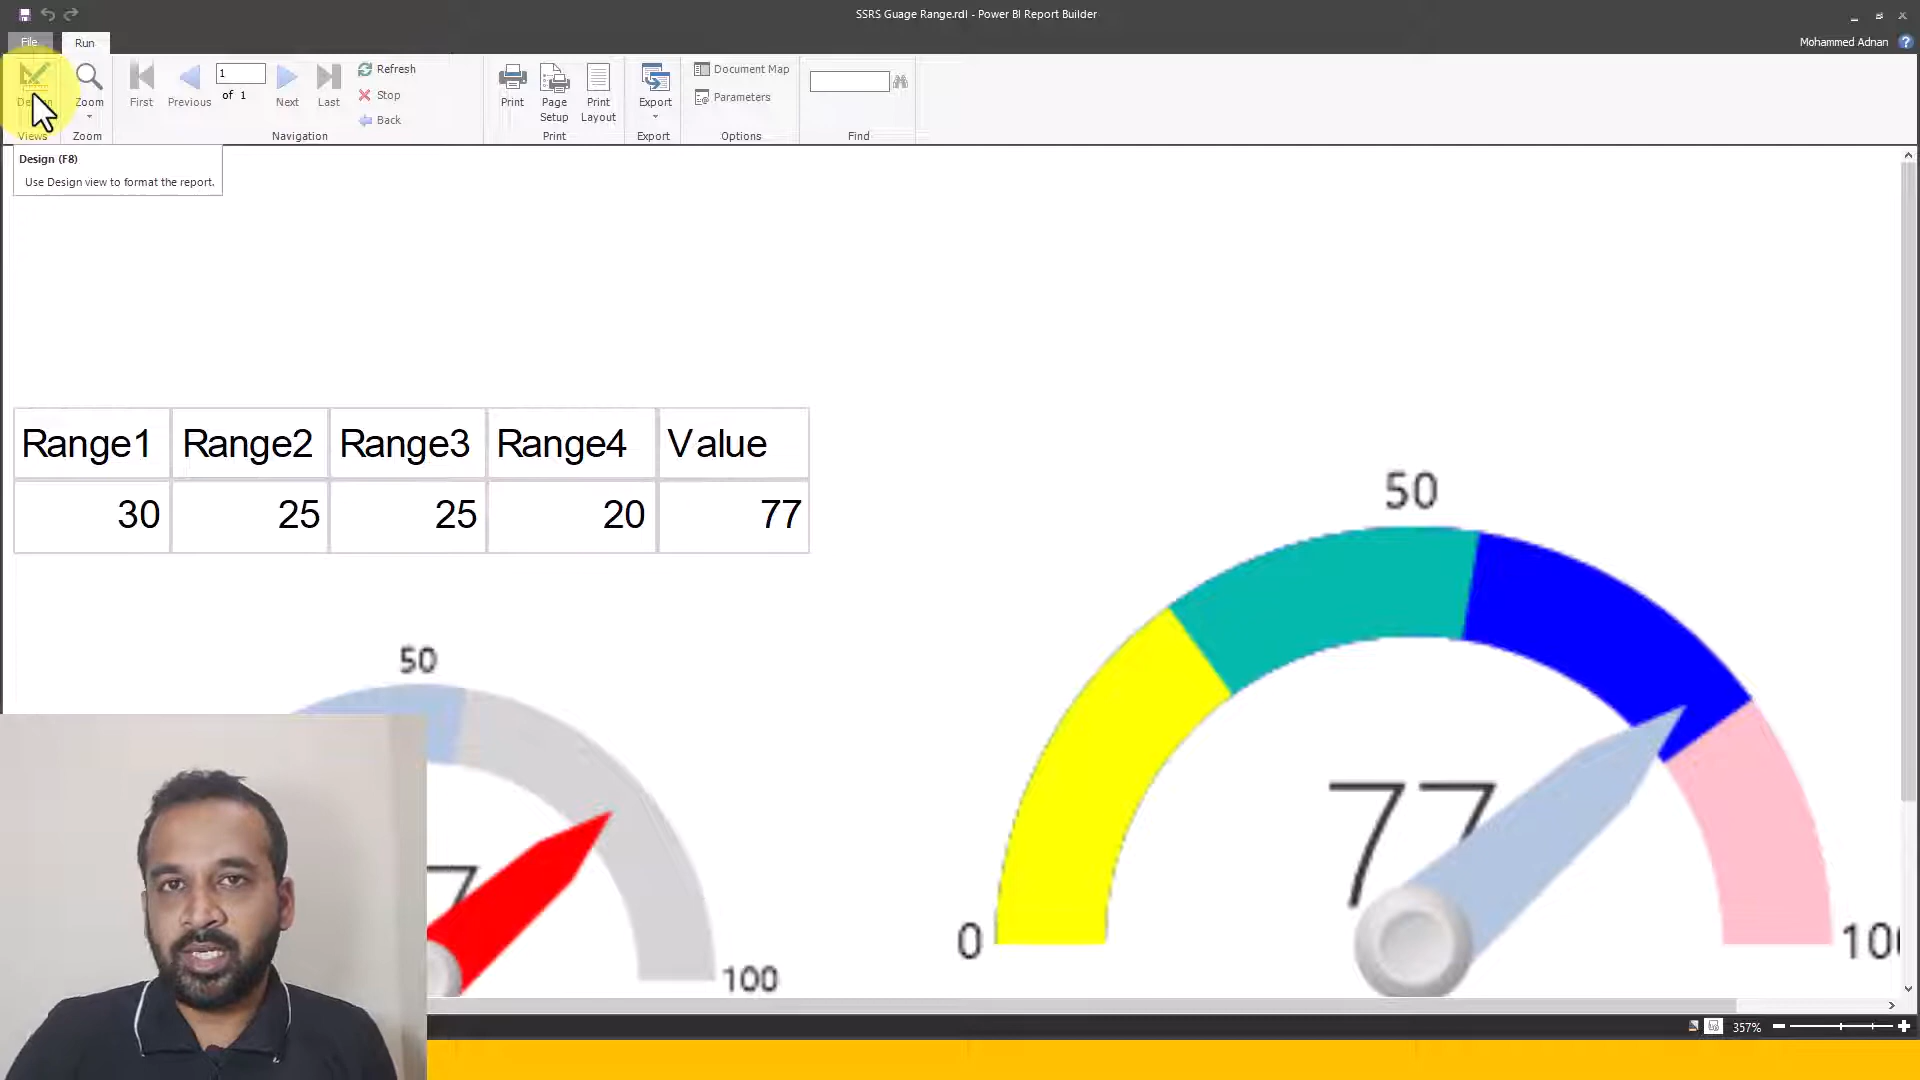 SSRS Guage Range.rdl - Power BI Report Builder
File
Run
Mohammed Adnan
Design
Zoom
First
Previous
1
of 1
Next
Last
Refresh
Stop
Back
Print
Page Setup
Print Layout
Export
Document Map
Parameters
Views
Zoom
Navigation
Print
Export
Options
Find
Design (F8)
Use Design view to format the report.
Range1 Range2 Range3 Range4 Value
30 25 25 20 77
50
100
50
77
0
357%